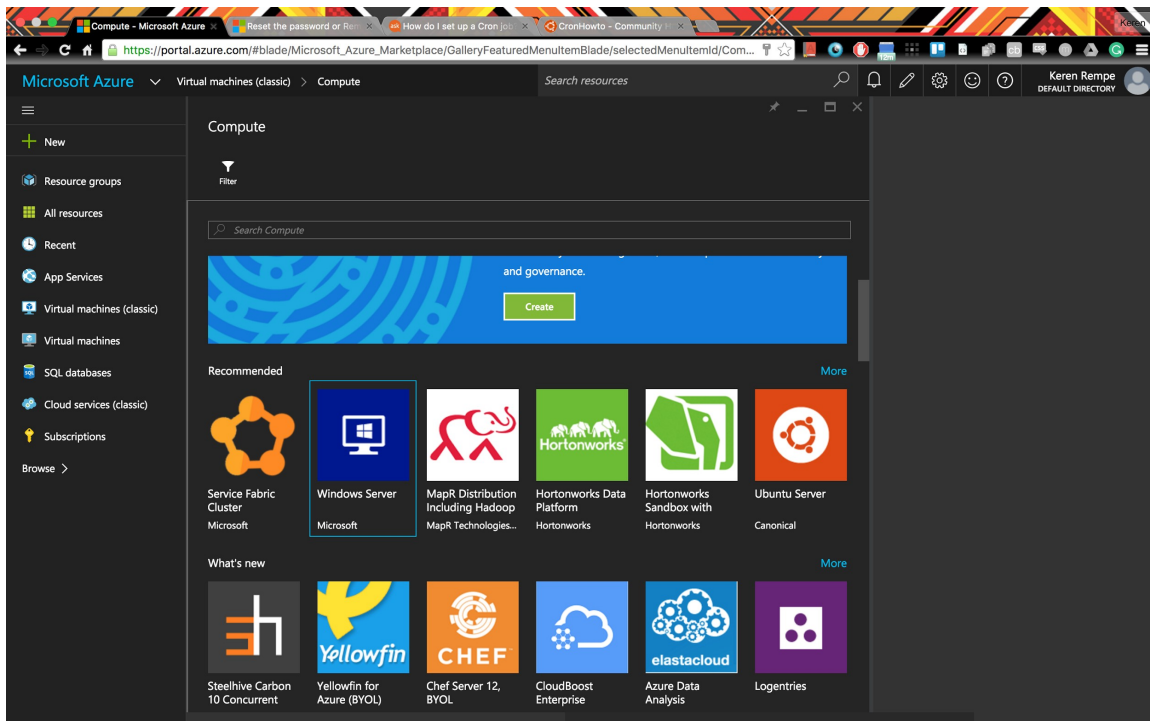 Compute - Microsoft Azure
Reset the password or Rem
How do I set up a Cron job
CronHowto - Community H
Keren
https://portal.azure.com/#blade/Microsoft_Azure_Marketplace/GalleryFeaturedMenuItemBlade/selectedMenuItemId/Com...
12m
cb
Microsoft Azure
Virtual machines (classic) > Compute
Search resources
Keren Rempe
DEFAULT DIRECTORY
New
Resource groups
All resources
Recent
App Services
Virtual machines (classic)
Virtual machines
SQL databases
Cloud services (classic)
Subscriptions
Browse >
Compute
Filter
Search Compute
and governance.
Create
Recommended
More
Hortonworks
Service Fabric
Cluster
Microsoft
Windows Server
Microsoft
MapR Distribution
Including Hadoop
MapR Technologies...
Hortonworks Data
Platform
Hortonworks
Hortonworks
Sandbox with
Hortonworks
Ubuntu Server
Canonical
What's new
More
Yellowfin
CHEF
elastacloud
Steelhive Carbon
10 Concurrent
Yellowfin for
Azure (BYOL)
Chef Server 12,
BYOL
CloudBoost
Enterprise
Azure Data
Analysis
Logentries